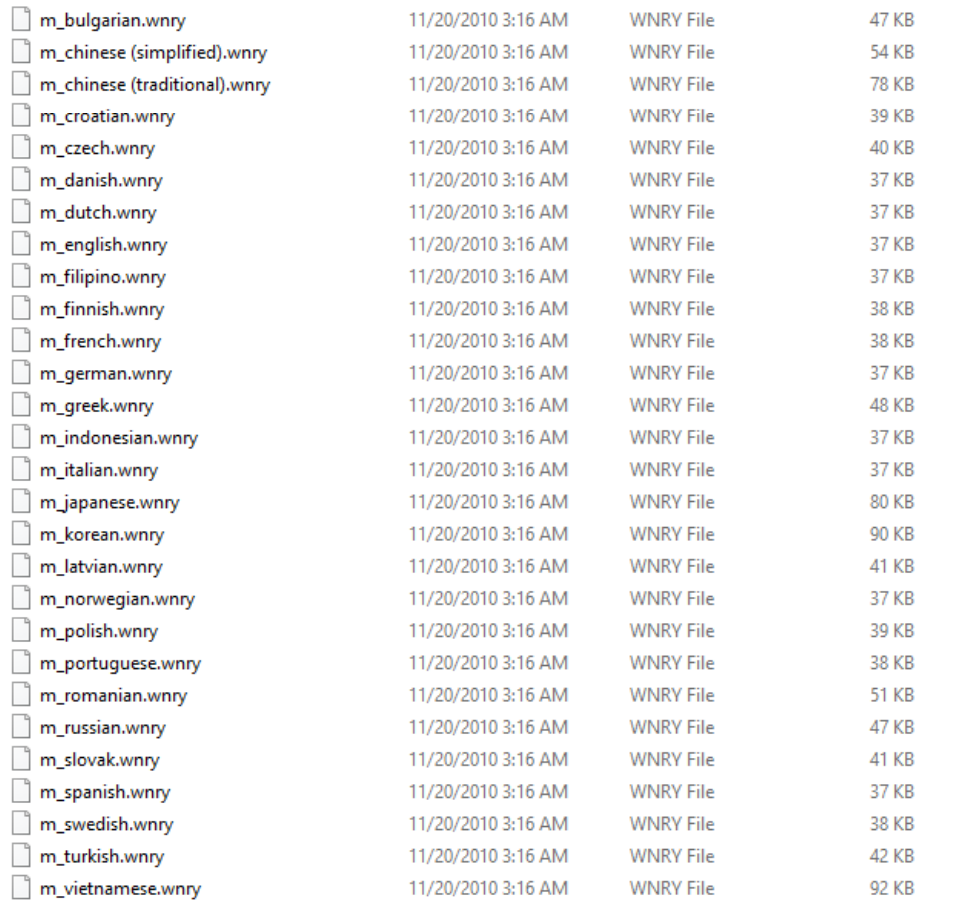 m_bulgarian.wnry 11/20/2010 3:16 AM WNRY File 47 KB
m_chinese (simplified).wnry 11/20/2010 3:16 AM WNRY File 54 KB
m_chinese (traditional).wnry 11/20/2010 3:16 AM WNRY File 78 KB
m_croatian.wnry 11/20/2010 3:16 AM WNRY File 39 KB
m_czech.wnry 11/20/2010 3:16 AM WNRY File 40 KB
m_danish.wnry 11/20/2010 3:16 AM WNRY File 37 KB
m_dutch.wnry 11/20/2010 3:16 AM WNRY File 37 KB
m_english.wnry 11/20/2010 3:16 AM WNRY File 37 KB
m_filipino.wnry 11/20/2010 3:16 AM WNRY File 37 KB
m_finnish.wnry 11/20/2010 3:16 AM WNRY File 38 KB
m_french.wnry 11/20/2010 3:16 AM WNRY File 38 KB
m_german.wnry 11/20/2010 3:16 AM WNRY File 37 KB
m_greek.wnry 11/20/2010 3:16 AM WNRY File 48 KB
m_indonesian.wnry 11/20/2010 3:16 AM WNRY File 37 KB
m_italian.wnry 11/20/2010 3:16 AM WNRY File 37 KB
m_japanese.wnry 11/20/2010 3:16 AM WNRY File 80 KB
m_korean.wnry 11/20/2010 3:16 AM WNRY File 90 KB
m_latvian.wnry 11/20/2010 3:16 AM WNRY File 41 KB
m_norwegian.wnry 11/20/2010 3:16 AM WNRY File 37 KB
m_polish.wnry 11/20/2010 3:16 AM WNRY File 39 KB
m_portuguese.wnry 11/20/2010 3:16 AM WNRY File 38 KB
m_romanian.wnry 11/20/2010 3:16 AM WNRY File 51 KB
m_russian.wnry 11/20/2010 3:16 AM WNRY File 47 KB
m_slovak.wnry 11/20/2010 3:16 AM WNRY File 41 KB
m_spanish.wnry 11/20/2010 3:16 AM WNRY File 37 KB
m_swedish.wnry 11/20/2010 3:16 AM WNRY File 38 KB
m_turkish.wnry 11/20/2010 3:16 AM WNRY File 42 KB
m_vietnamese.wnry 11/20/2010 3:16 AM WNRY File 92 KB